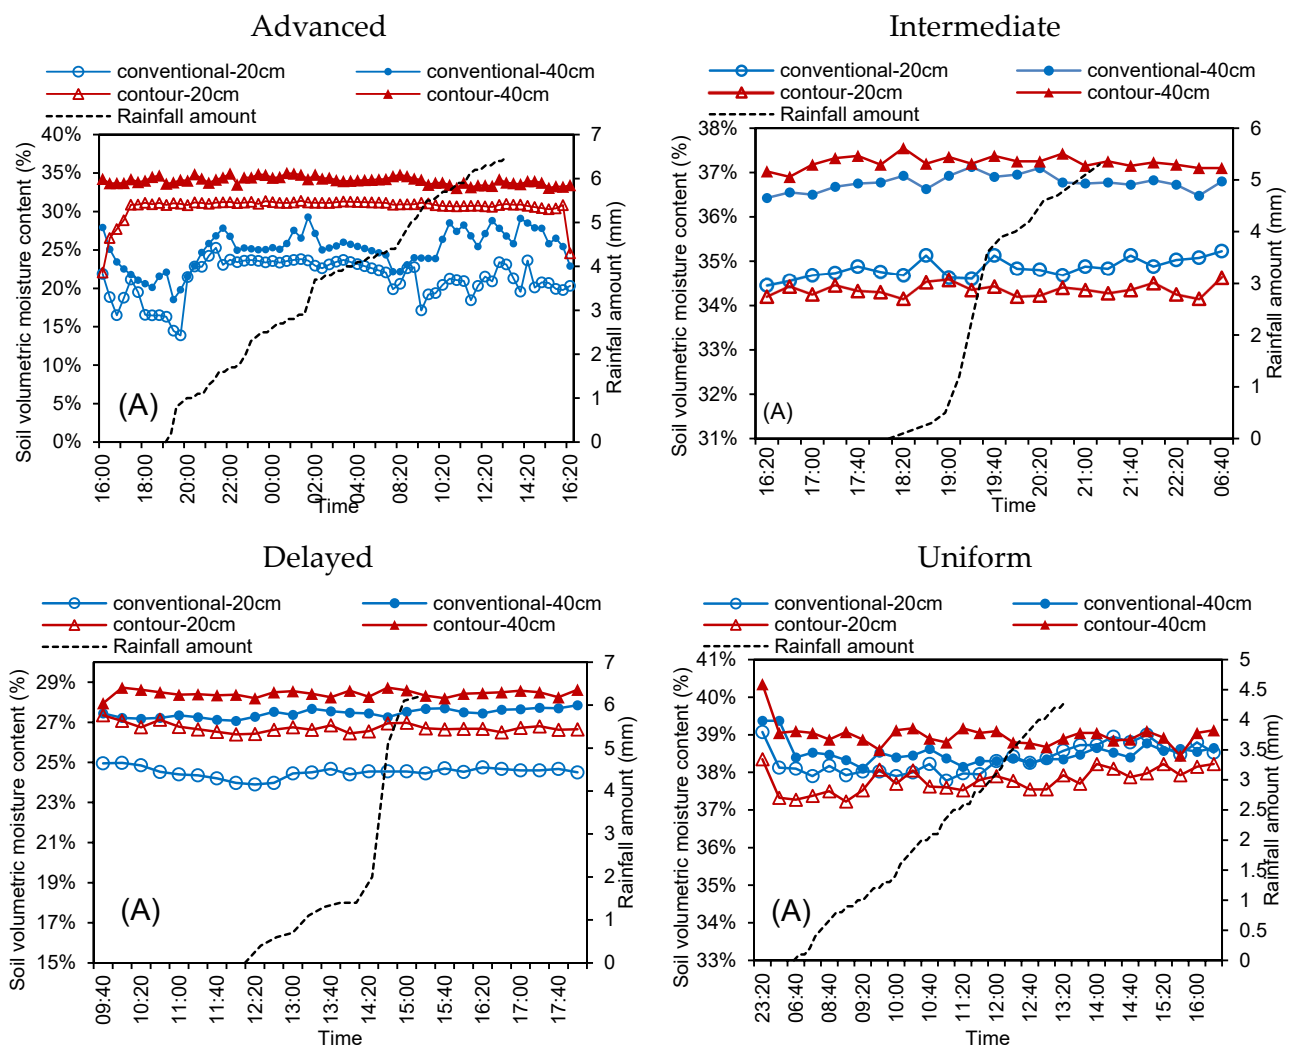 Advanced
conventional-20cm
conventional-40cm
contour-20cm
contour-40cm
Rainfall amount
Soil volumetric moisture content (%)
40%
35%
30%
25%
20%
15%
10%
5%
0%
(A)
7
6
5
4
3
2
1
0
Rainfall amount (mm)
16:00
18:00
20:00
22:00
00:00
02:00
04:00
08:20
10:20
12:20
14:20
16:20
Time
Intermediate
conventional-20cm
conventional-40cm
contour-20cm
contour-40cm
Rainfall amount
Soil volumetric moisture content (%)
38%
37%
36%
35%
34%
33%
32%
31%
(A)
6
5
4
3
2
1
0
Rainfall amount (mm)
16:20
17:00
17:40
18:20
19:00
19:40
20:20
21:00
21:40
22:20
06:40
Time
Delayed
conventional-20cm
conventional-40cm
contour-20cm
contour-40cm
Rainfall amount
Soil volumetric moisture content (%)
29%
27%
25%
23%
21%
19%
17%
15%
(A)
7
6
5
4
3
2
1
0
Rainfall amount (mm)
09:40
10:20
11:00
11:40
12:20
13:00
13:40
14:20
15:00
15:40
16:20
17:00
17:40
Time
Uniform
conventional-20cm
conventional-40cm
contour-20cm
contour-40cm
Rainfall amount
Soil volumetric moisture content (%)
41%
40%
39%
38%
37%
36%
35%
34%
33%
(A)
5
4.5
4
3.5
3
2.5
2
1.5
1
0.5
0
Rainfall amount (mm)
23:20
06:40
08:40
09:20
10:00
10:40
11:20
12:00
12:40
13:20
14:00
14:40
15:20
16:00
Time